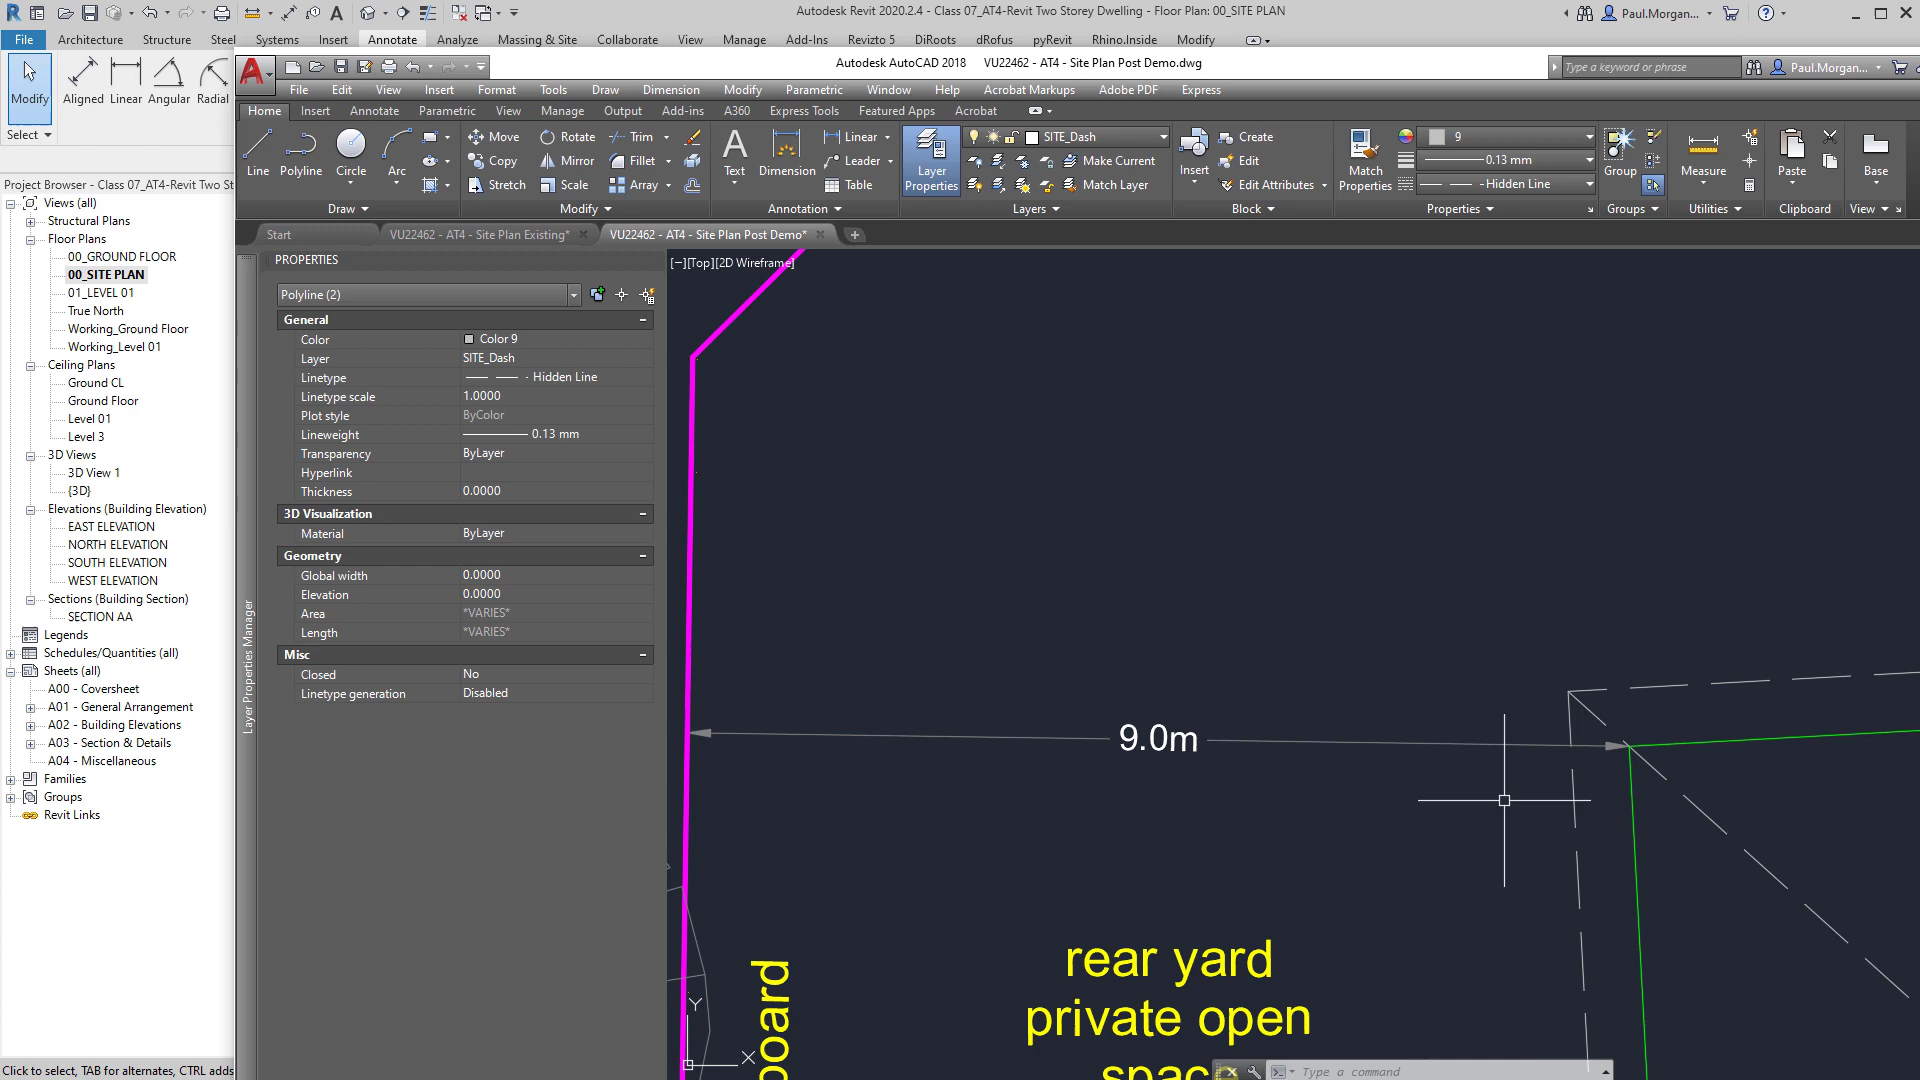 Autodesk Revit 2020.2.4 - Class 07_AT4-Revit Two Storey Dwelling - Floor Plan: 00_SITE PLAN
Paul.Morgan...
File Architecture Structure Steel Systems Insert Annotate Analyze Massing & Site Collaborate View Manage Add-Ins Revizto 5 DiRoots dRofus pyRevit Rhino.Inside Modify
Modify
Select
Aligned Linear Angular Radial
Autodesk AutoCAD 2018 VU22462 - AT4 - Site Plan Post Demo.dwg
Type a keyword or phrase
Paul.Morgan...
File Edit View Insert Format Tools Draw Dimension Modify Parametric Window Help Acrobat Markups Adobe PDF Express
Home Insert Annotate Parametric View Manage Output Add-ins A360 Express Tools Featured Apps Acrobat
Line Polyline Circle Arc
Draw
Move Rotate Trim
Copy Mirror Fillet
Stretch Scale Array
Modify
Text Dimension
Linear
Leader
Table
Annotation
Layer Properties
SITE_Dash
Make Current
Match Layer
Layers
Insert
Create
Edit
Edit Attributes
Block
Match Properties
9
0.13 mm
Hidden Line
Properties
Group
Groups
Measure
Utilities
Paste
Clipboard
Base
View
Start
VU22462 - AT4 - Site Plan Existing*
VU22462 - AT4 - Site Plan Post Demo*
Project Browser - Class 07_AT4-Revit Two St
Views (all)
Structural Plans
Floor Plans
00_GROUND FLOOR
00_SITE PLAN
01_LEVEL 01
True North
Working_Ground Floor
Working_Level 01
Ceiling Plans
Ground CL
Ground Floor
Level 01
Level 3
3D Views
3D View 1
{3D}
Elevations (Building Elevation)
EAST ELEVATION
NORTH ELEVATION
SOUTH ELEVATION
WEST ELEVATION
Sections (Building Section)
SECTION AA
Legends
Schedules/Quantities (all)
Sheets (all)
A00 - Coversheet
A01 - General Arrangement
A02 - Building Elevations
A03 - Section & Details
A04 - Miscellaneous
Families
Groups
Revit Links
Click to select, TAB for alternates, CTRL adds
Layer Properties Manager
PROPERTIES
Polyline (2)
General
Color Color 9
Layer SITE_Dash
Linetype Hidden Line
Linetype scale 1.0000
Plot style ByColor
Lineweight 0.13 mm
Transparency ByLayer
Hyperlink
Thickness 0.0000
3D Visualization
Material ByLayer
Geometry
Global width 0.0000
Elevation 0.0000
Area *VARIES*
Length *VARIES*
Misc
Closed No
Linetype generation Disabled
[−][Top][2D Wireframe]
9.0m
rear yard
private open
spac
board
Y
X
Type a command